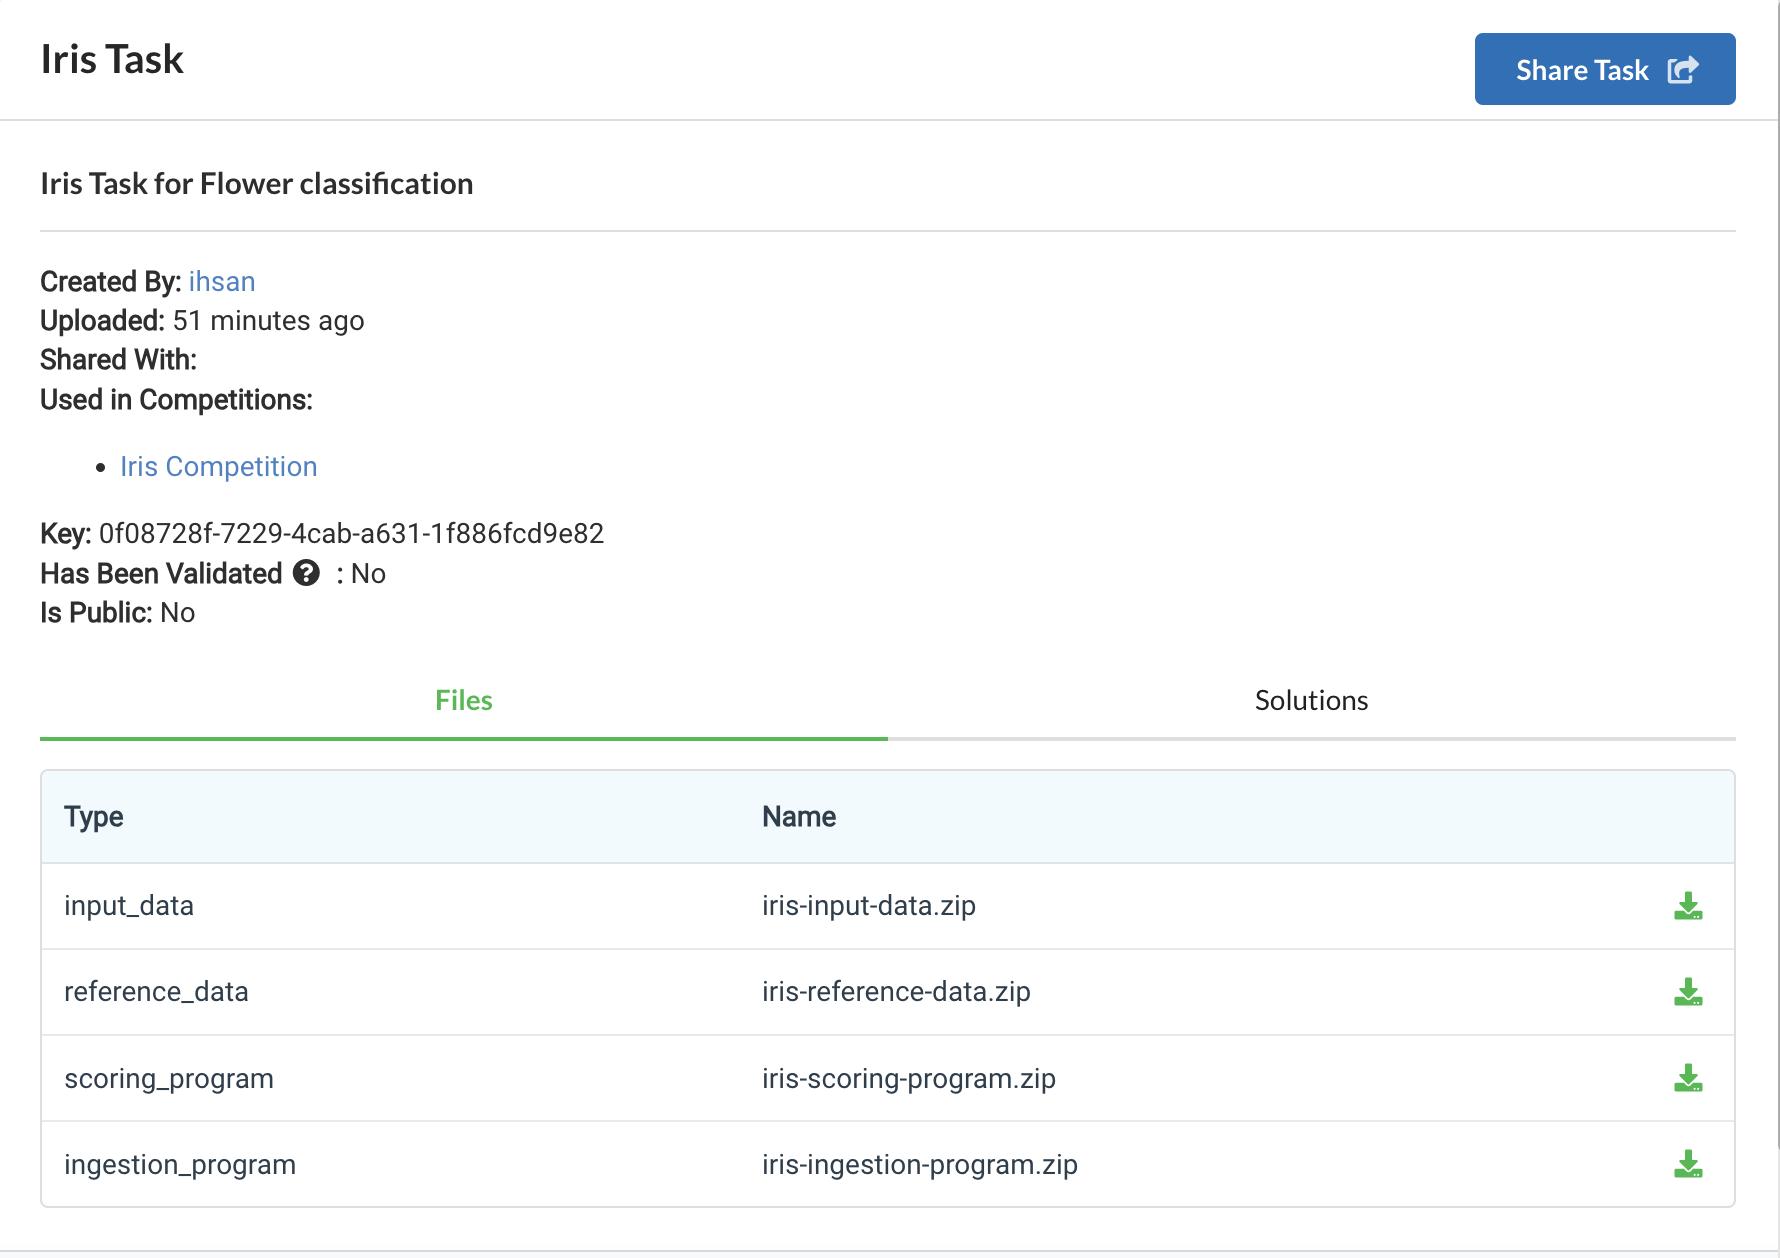 Iris Task
Share Task
Iris Task for Flower classification
Created By: ihsan
Uploaded: 51 minutes ago
Shared With:
Used in Competitions:
• Iris Competition
Key: 0f08728f-7229-4cab-a631-1f886fcd9e82
Has Been Validated ? : No
Is Public: No
Files Solutions
Type Name
input_data iris-input-data.zip
reference_data iris-reference-data.zip
scoring_program iris-scoring-program.zip
ingestion_program iris-ingestion-program.zip